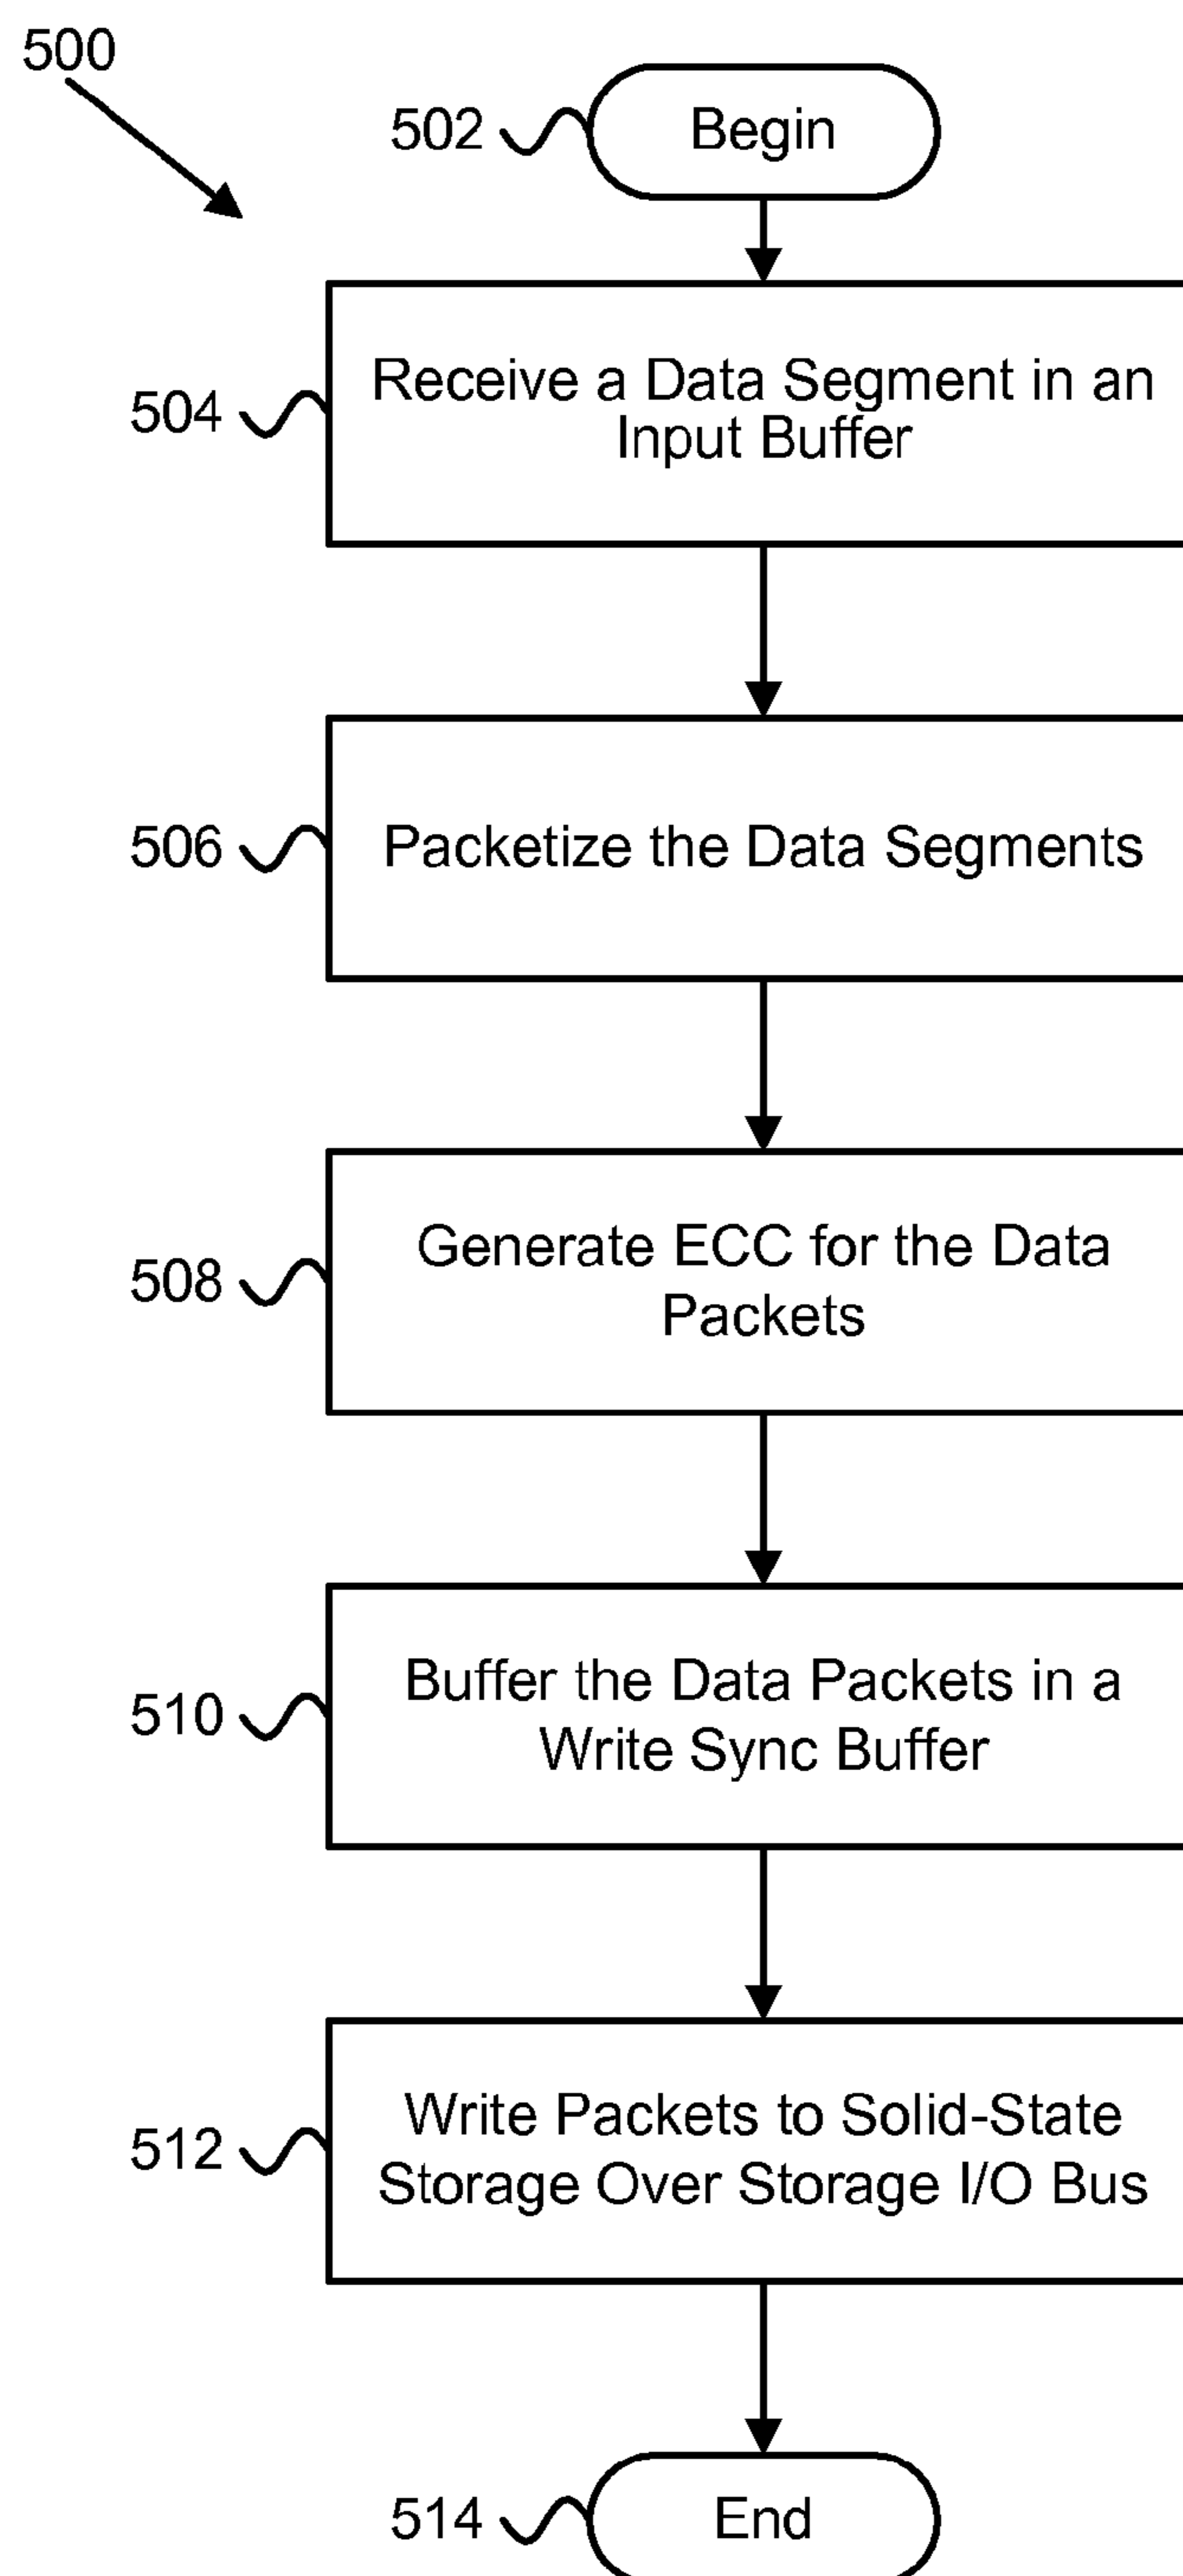 500
502
Begin
504
Receive a Data Segment in an
Input Buffer
506
Packetize the Data Segments
508
Generate ECC for the Data
Packets
510
Buffer the Data Packets in a
Write Sync Buffer
512
Write Packets to Solid-State
Storage Over Storage I/O Bus
514
End